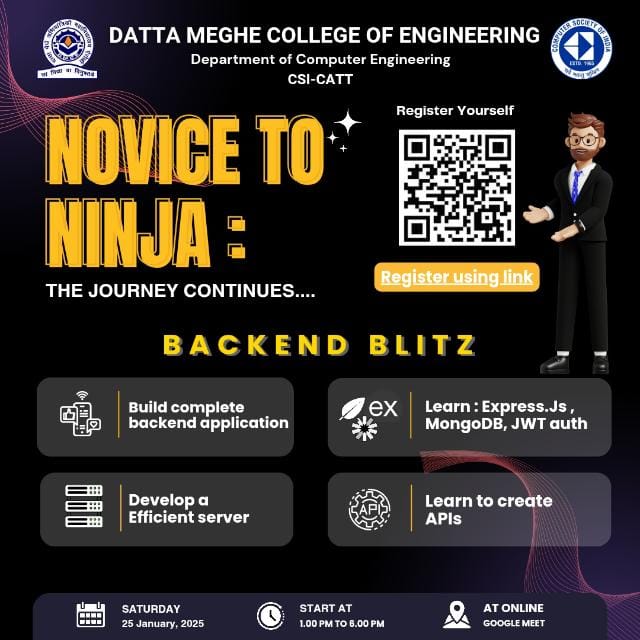 DATTA MEGHE COLLEGE OF ENGINEERING
Department of Computer Engineering
CSI-CATT
COMPUTER SOCIETY OF INDIA
ESTD. 1965
NOVICE TO
NINJA :
THE JOURNEY CONTINUES....
Register Yourself
Register using link
BACKEND BLITZ
Build complete
backend application
ex
Learn : Express.Js ,
MongoDB, JWT auth
Develop a
Efficient server
API
Learn to create
APIs
SATURDAY
25 January, 2025
START AT
1.00 PM TO 6.00 PM
AT ONLINE
GOOGLE MEET